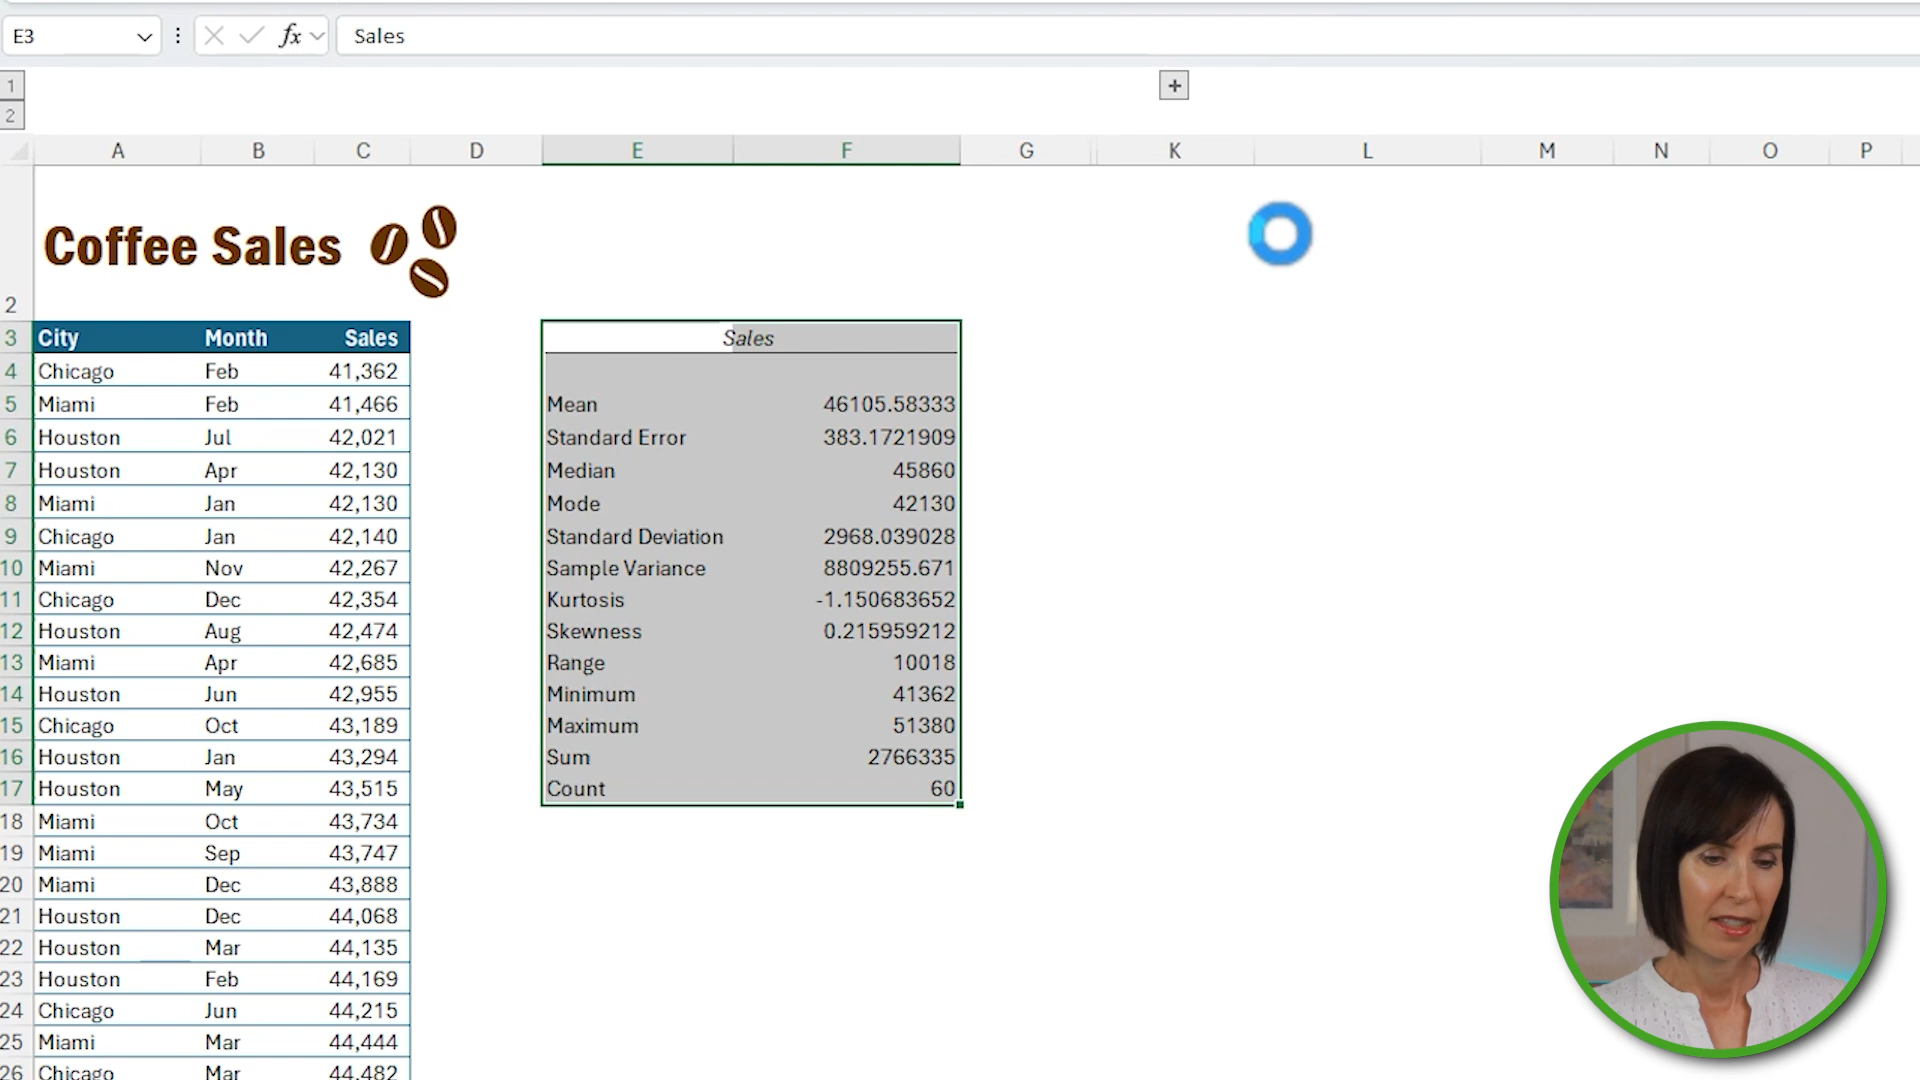 E3 fx Sales
1
2
A B C D E F G K L M N O P
Coffee Sales
2
3 City Month Sales Sales
4 Chicago Feb 41,362
5 Miami Feb 41,466 Mean 46105.58333
6 Houston Jul 42,021 Standard Error 383.1721909
7 Houston Apr 42,130 Median 45860
8 Miami Jan 42,130 Mode 42130
9 Chicago Jan 42,140 Standard Deviation 2968.039028
10 Miami Nov 42,267 Sample Variance 8809255.671
11 Chicago Dec 42,354 Kurtosis -1.150683652
12 Houston Aug 42,474 Skewness 0.215959212
13 Miami Apr 42,685 Range 10018
14 Houston Jun 42,955 Minimum 41362
15 Chicago Oct 43,189 Maximum 51380
16 Houston Jan 43,294 Sum 2766335
17 Houston May 43,515 Count 60
18 Miami Oct 43,734
19 Miami Sep 43,747
20 Miami Dec 43,888
21 Houston Dec 44,068
22 Houston Mar 44,135
23 Houston Feb 44,169
24 Chicago Jun 44,215
25 Miami Mar 44,444
26 Chicago Mar 44,482